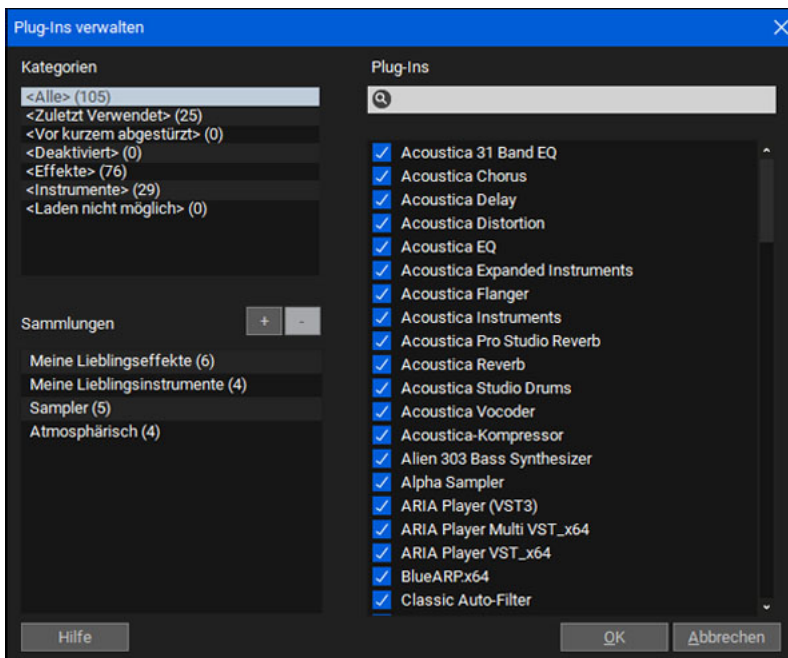 Plug-Ins verwalten
Kategorien
<Alle> (105)
<Zuletzt Verwendet> (25)
<Vor kurzem abgestürzt> (0)
<Deaktiviert> (0)
<Effekte> (76)
<Instrumente> (29)
<Laden nicht möglich> (0)
Sammlungen
+
-
Meine Lieblingseffekte (6)
Meine Lieblingsinstrumente (4)
Sampler (5)
Atmosphärisch (4)
Plug-Ins
Acoustica 31 Band EQ
Acoustica Chorus
Acoustica Delay
Acoustica Distortion
Acoustica EQ
Acoustica Expanded Instruments
Acoustica Flanger
Acoustica Instruments
Acoustica Pro Studio Reverb
Acoustica Reverb
Acoustica Studio Drums
Acoustica Vocoder
Acoustica-Kompressor
Alien 303 Bass Synthesizer
Alpha Sampler
ARIA Player (VST3)
ARIA Player Multi VST_x64
ARIA Player VST_x64
BlueARP.x64
Classic Auto-Filter
Hilfe
OK
Abbrechen